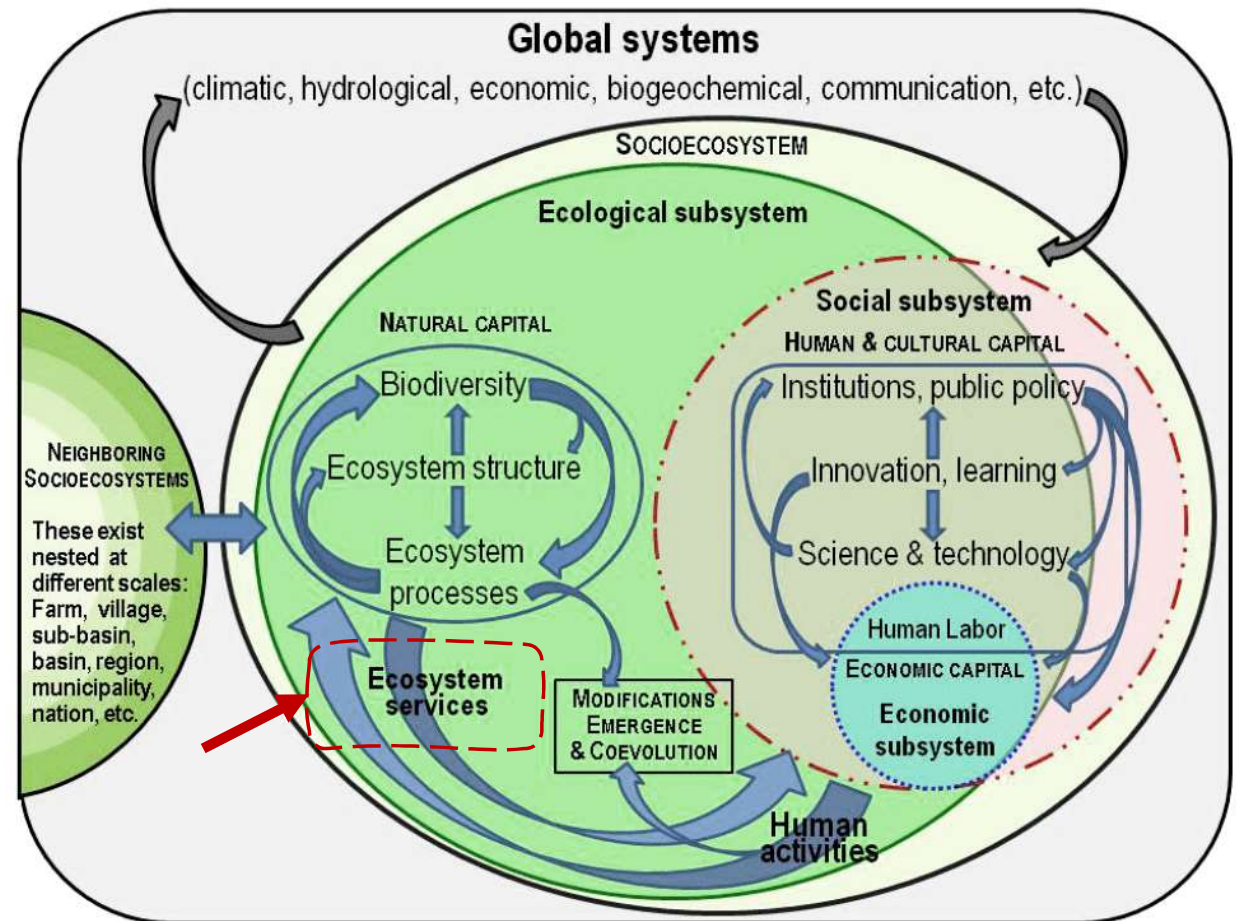 Global systems
(climatic, hydrological, economic, biogeochemical, communication, etc.)
SOCIOECOSYSTEM
Ecological subsystem
Social subsystem
NATURAL CAPITAL
HUMAN & CULTURAL CAPITAL
Biodiversity
Institutions, public policy
NEIGHBORING
SOCIOECOSYSTEMS
These exist
nested at
different scales:
Farm, village,
sub-basin,
basin, region,
municipality,
nation, etc.
Ecosystem structure
Innovation, learning
Ecosystem
processes
Science & technology
Human Labor
ECONOMIC CAPITAL
Economic
subsystem
Ecosystem
services
MODIFICATIONS
EMERGENCE
& COEVOLUTION
Human
activities